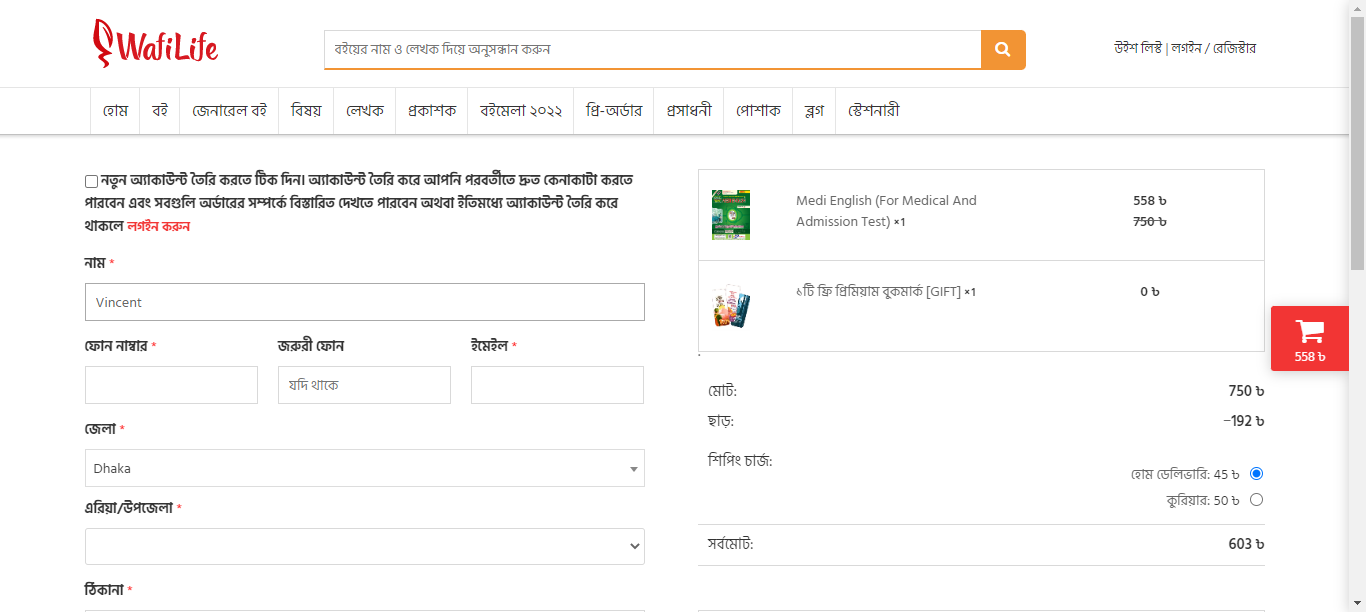 WafiLife
বইয়ের নাম ও লেখক দিয়ে অনুসন্ধান করুন
উইশ লিস্ট | লগইন / রেজিস্টার
হোম বই জেনারেল বই বিষয় লেখক প্রকাশক বইমেলা ২০২২ প্রি-অর্ডার প্রসাধনী পোশাক ব্লগ স্টেশনারী
নতুন অ্যাকাউন্ট তৈরি করতে টিক দিন। অ্যাকাউন্ট তৈরি করে আপনি পরবর্তীতে দ্রুত কেনাকাটা করতে
পারবেন এবং সবগুলি অর্ডারের সম্পর্কে বিস্তারিত দেখতে পারবেন অথবা ইতিমধ্যে অ্যাকাউন্ট তৈরি করে
থাকলে লগইন করুন
নাম *
Vincent
ফোন নাম্বার * জরুরী ফোন ইমেইল *
যদি থাকে
জেলা *
Dhaka
এরিয়া/উপজেলা *
ঠিকানা *
Medi English (For Medical And 558 ৳
Admission Test) ×1 750 ৳
১টি ফ্রি প্রিমিয়াম বুকমার্ক [GIFT] ×1 0 ৳
558 ৳
মোট: 750 ৳
ছাড়: −192 ৳
শিপিং চার্জ:
হোম ডেলিভারি: 45 ৳
কুরিয়ার: 50 ৳
সর্বমোট: 603 ৳